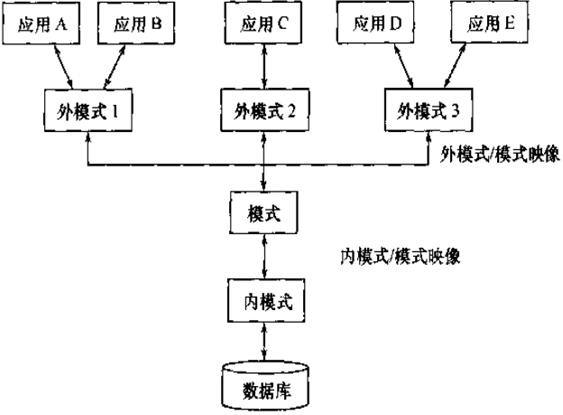 应用 A
应用 B
应用 C
应用 D
应用 E
外模式 1
外模式 2
外模式 3
外模式/模式映像
模式
内模式/模式映像
内模式
数据库